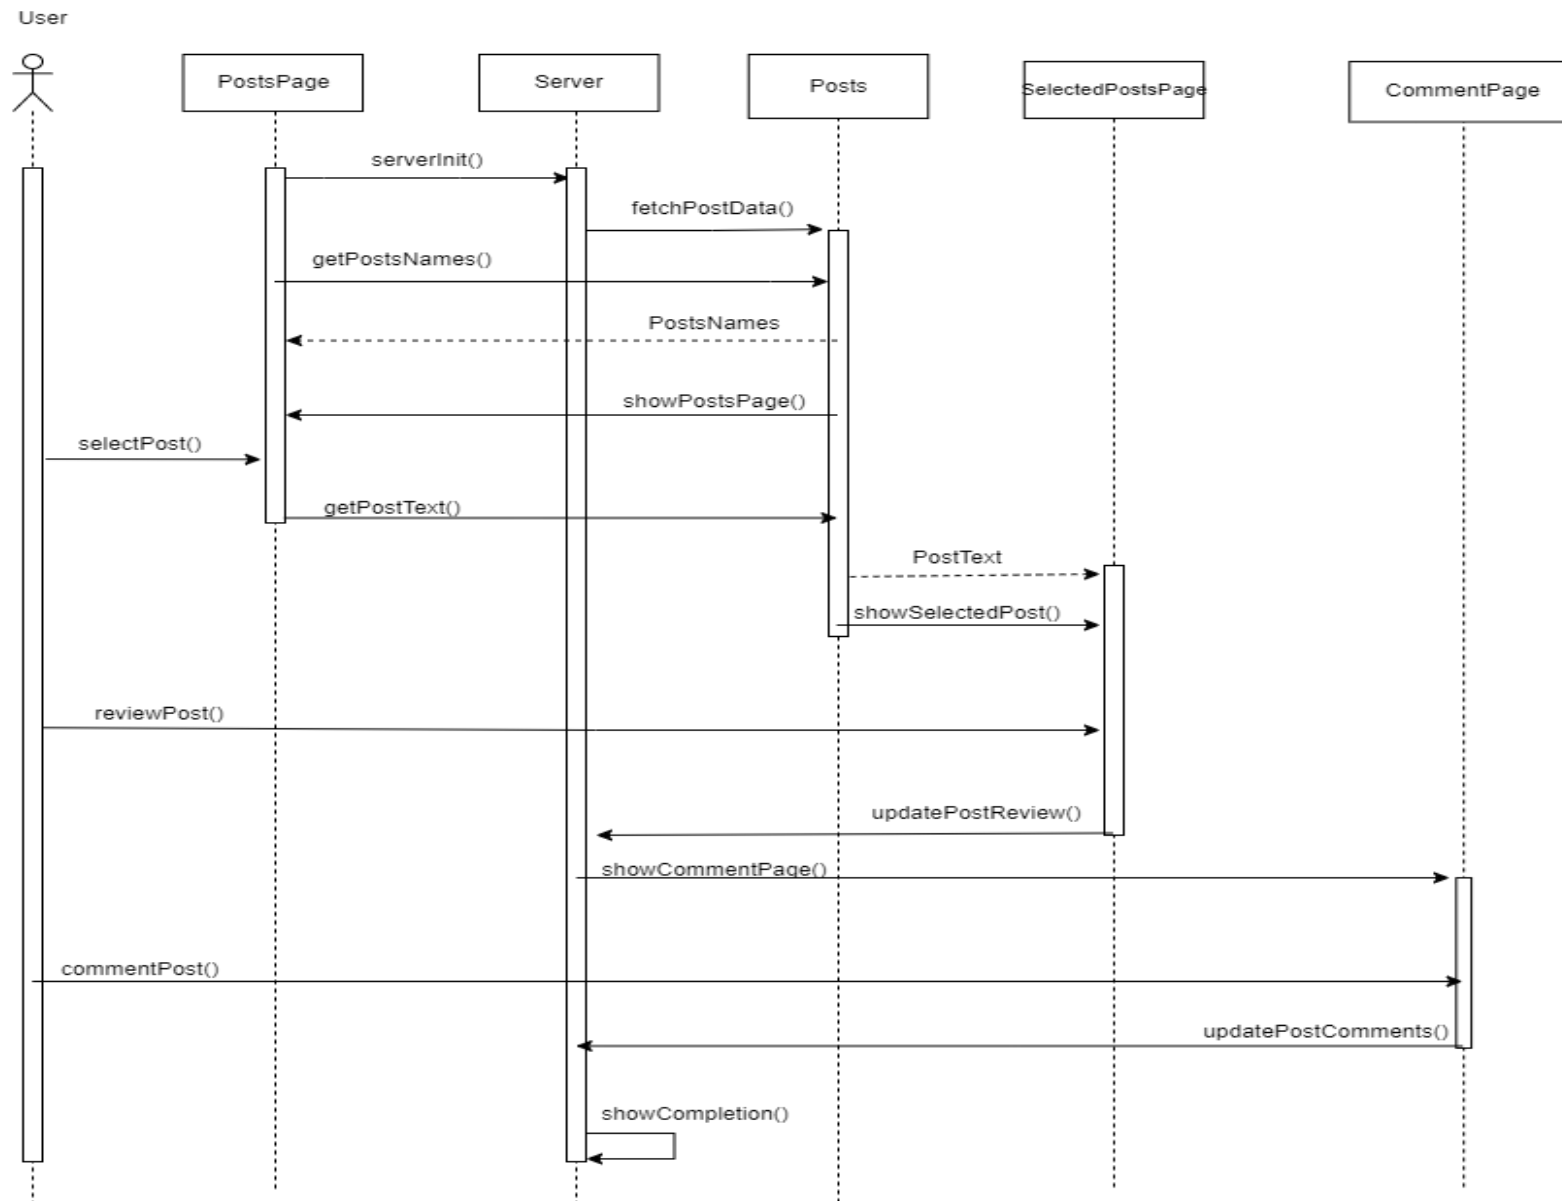 User
PostsPage
Server
Posts
SelectedPostsPage
CommentPage
serverInit()
fetchPostData()
getPostsNames()
PostsNames
showPostsPage()
selectPost()
getPostText()
PostText
showSelectedPost()
reviewPost()
updatePostReview()
showCommentPage()
commentPost()
updatePostComments()
showCompletion()